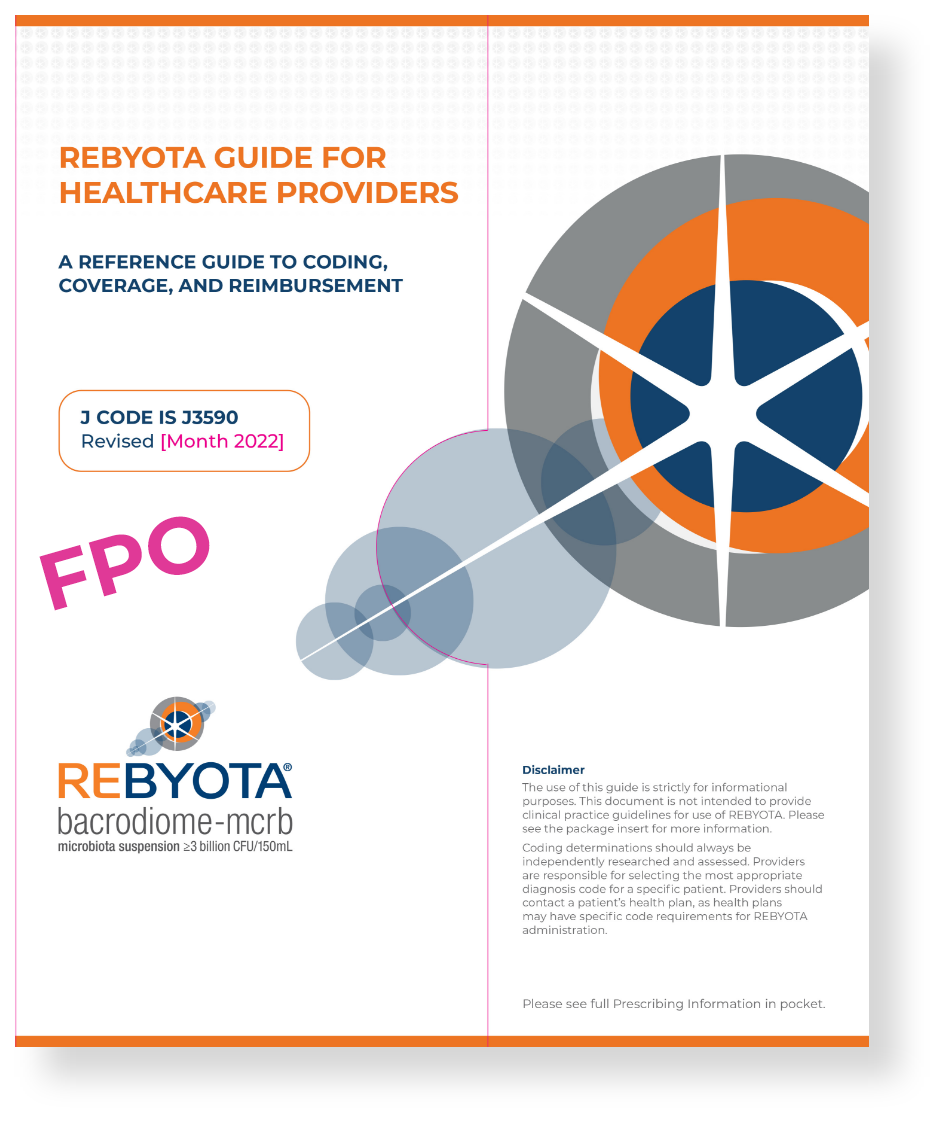 REBYOTA GUIDE FOR
HEALTHCARE PROVIDERS
A REFERENCE GUIDE TO CODING,
COVERAGE, AND REIMBURSEMENT
J CODE IS J3590
Revised [Month 2022]
FPO
REBYOTA®
bacrodiome-mcrb
microbiota suspension ≥3 billion CFU/150mL
Disclaimer
The use of this guide is strictly for informational
purposes. This document is not intended to provide
clinical practice guidelines for use of REBYOTA. Please
see the package insert for more information.
Coding determinations should always be
independently researched and assessed. Providers
are responsible for selecting the most appropriate
diagnosis code for a specific patient. Providers should
contact a patient’s health plan, as health plans
may have specific code requirements for REBYOTA
administration.
Please see full Prescribing Information in pocket.